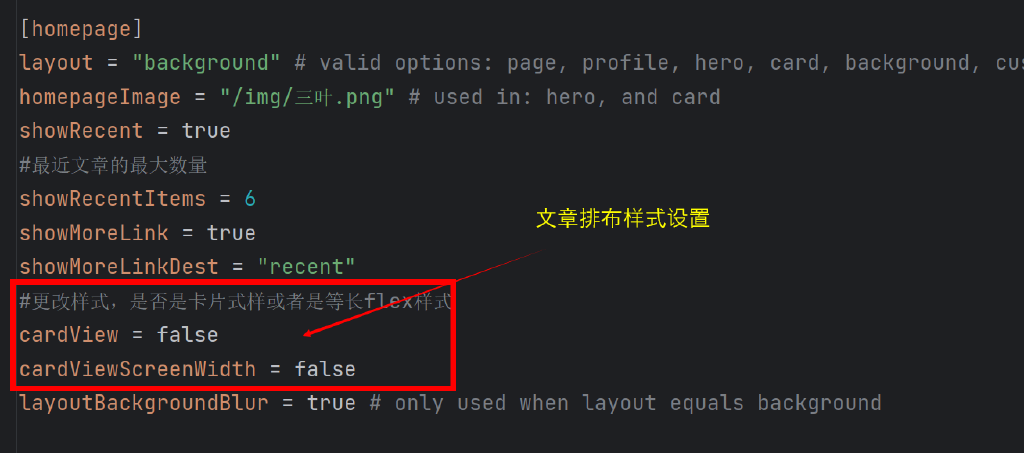 [homepage]
layout = "background" # valid options: page, profile, hero, card, background, cus
homepageImage = "/img/三叶.png" # used in: hero, and card
showRecent = true
#最近文章的最大数量
showRecentItems = 6
文章排布样式设置
showMoreLink = true
showMoreLinkDest = "recent"
#更改样式，是否是卡片式样或者是等长flex样式
cardView = false
cardViewScreenWidth = false
layoutBackgroundBlur = true # only used when layout equals background